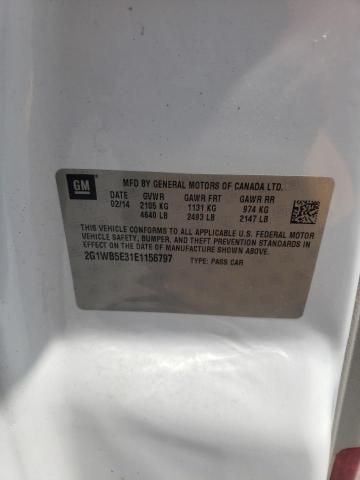 GM
MFD BY GENERAL MOTORS OF CANADA LTD.
DATE GVWR GAWR FRT GAWR RR
02/14 2105 KG 1131 KG 974 KG
4640 LB 2493 LB 2147 LB
THIS VEHICLE CONFORMS TO ALL APPLICABLE U.S. FEDERAL MOTOR
VEHICLE SAFETY, BUMPER, AND THEFT PREVENTION STANDARDS
IN EFFECT ON THE DATE OF MANUFACTURE SHOWN ABOVE.
2G1WB5E31E1156797 TYPE: PASS CAR